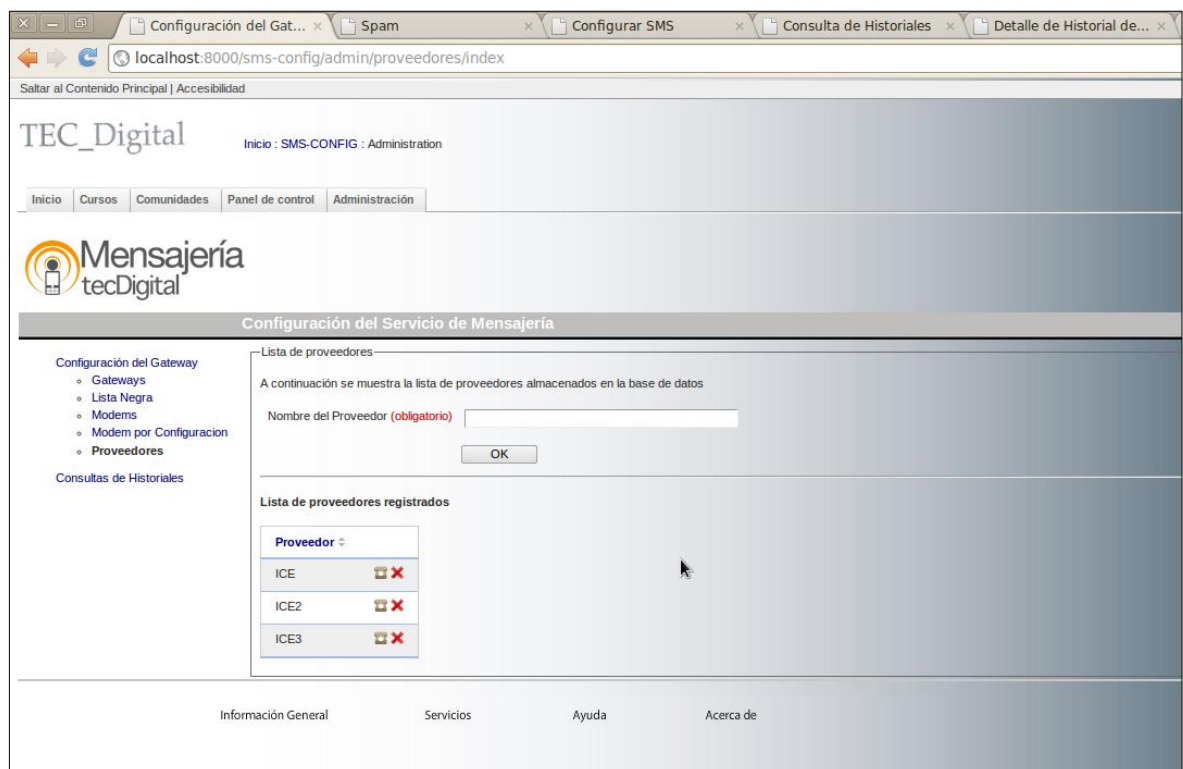 Configuración del Gat...
Spam
Configurar SMS
Consulta de Historiales
Detalle de Historial de...
localhost:8000/sms-config/admin/proveedores/index
Saltar al Contenido Principal | Accesibilidad
TEC_Digital
Inicio : SMS-CONFIG : Administration
Inicio
Cursos
Comunidades
Panel de control
Administración
Mensajería
tecDigital
Configuración del Servicio de Mensajería
Configuración del Gateway
Gateways
Lista Negra
Modems
Modem por Configuracion
Proveedores
Consultas de Historiales
Lista de proveedores
A continuación se muestra la lista de proveedores almacenados en la base de datos
Nombre del Proveedor (obligatorio)
OK
Lista de proveedores registrados
Proveedor
ICE
ICE2
ICE3
Información General
Servicios
Ayuda
Acerca de